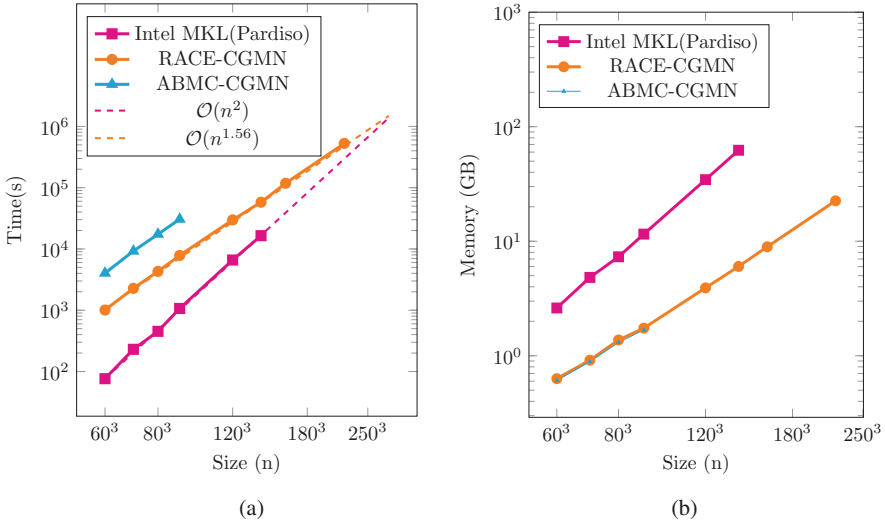 Intel MKL(Pardiso)
RACE-CGMN
ABMC-CGMN
𝒪(n²)
𝒪(n¹·⁵⁶)
Time(s)
10⁶
10⁵
10⁴
10³
10²
60³ 80³ 120³ 180³ 250³
Size (n)
(a)
Intel MKL(Pardiso)
RACE-CGMN
ABMC-CGMN
Memory (GB)
10³
10²
10¹
10⁰
60³ 80³ 120³ 180³ 250³
Size (n)
(b)